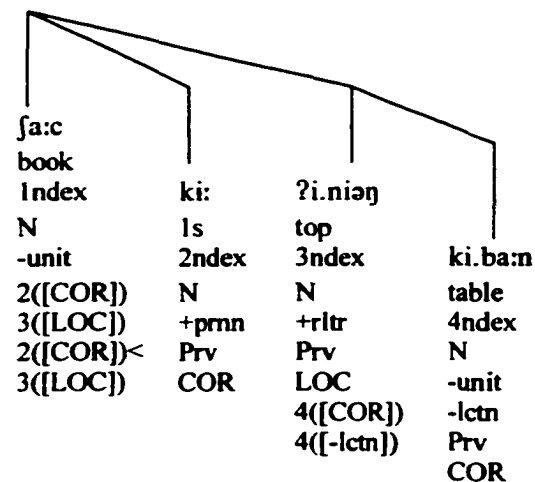 ʃa:c
book
1ndex
N
-unit
2([COR])
3([LOC])
2([COR])<
3([LOC])
ki:
1s
2ndex
N
+prnn
Prv
COR
?i.niəŋ
top
3ndex
N
+rltr
Prv
LOC
4([COR])
4([-lctn])
ki.ba:n
table
4ndex
N
-unit
-lctn
Prv
COR